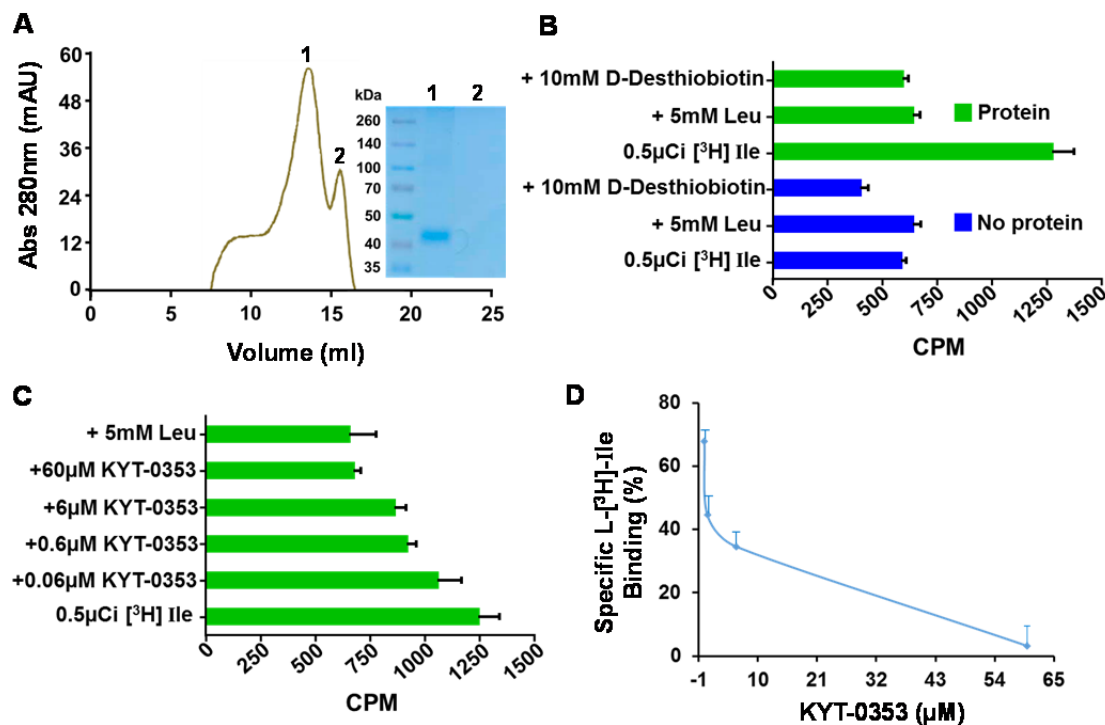 A
Abs 280nm (mAU)
60
48
36
24
12
0
0
5
10
15
20
25
Volume (ml)
1
2
kDa
1
2
260
140
100
70
50
40
35
B
+ 10mM D-Desthiobiotin
+ 5mM Leu
0.5µCi [³H] Ile
+ 10mM D-Desthiobiotin
+ 5mM Leu
0.5µCi [³H] Ile
Protein
No protein
0
250
500
750
1000
1250
1500
CPM
C
+ 5mM Leu
+60µM KYT-0353
+6µM KYT-0353
+0.6µM KYT-0353
+0.06µM KYT-0353
0.5µCi [³H] Ile
0
250
500
750
1000
1250
1500
CPM
D
Specific L-[³H]-Ile
Binding (%)
80
60
40
20
0
-1
10
21
32
43
54
65
KYT-0353 (µM)